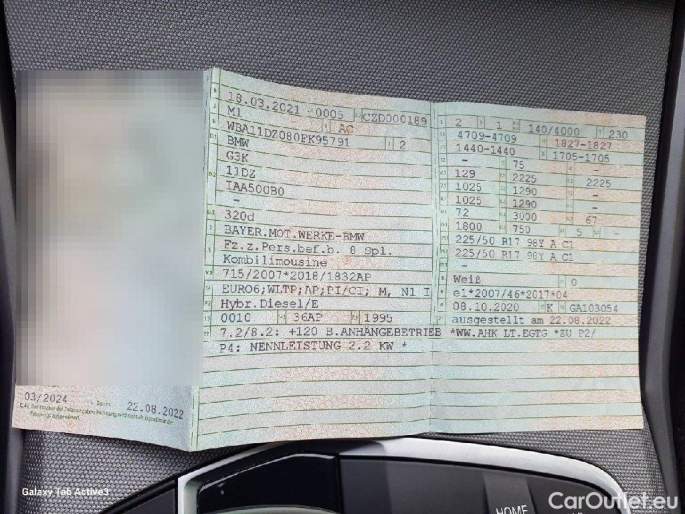 18.03.2021 0005 CZD000189
M1 AC
WBA11DZ080FK95791 2
BMW
G3K
11DZ
IAA500B0
-
320d
BAYER.MOT.WERKE-BMW
Fz.z.Pers.bef.b. 8 Spl.
Kombilimousine
715/2007*2018/1832AP
EURO6;WLTP;AP;PI/CI; M, N1 I
Hybr.Diesel/E
0010 36AP 1995
7.2/8.2: +120 B.ANHÄNGEBETRIEB *WW.AHK LT.EGTG *ZU P2/
P4: NENNLEISTUNG 2.2 KW *
2 1 140/4000 230
4709-4709 1827-1827
1440-1440 1705-1705
- 75 -
129 2225 2225
1025 1290 -
1025 1290 -
72 3000 67
1800 750 5 -
225/50 R17 98Y A C1
225/50 R17 98Y A C1
-
Weiß 0
e1*2007/46*2017*04
08.10.2020 K GA103054
ausgestellt am 22.08.2022
03/2024 22.08.2022
Galaxy Tab Active3
HOME
CarOutlet.eu